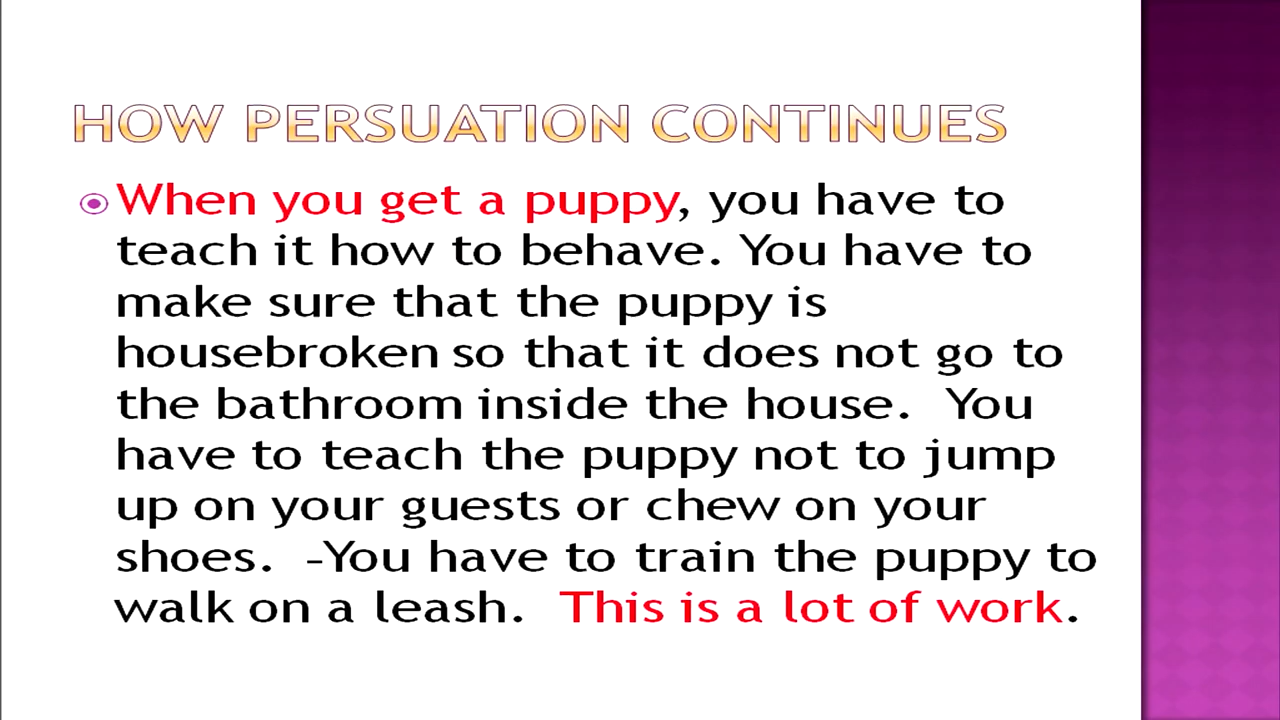 HOW PERSUATION CONTINUES
When you get a puppy, you have to
teach it how to behave. You have to
make sure that the puppy is
housebroken so that it does not go to
the bathroom inside the house.  You
have to teach the puppy not to jump
up on your guests or chew on your
shoes.  -You have to train the puppy to
walk on a leash.  This is a lot of work.